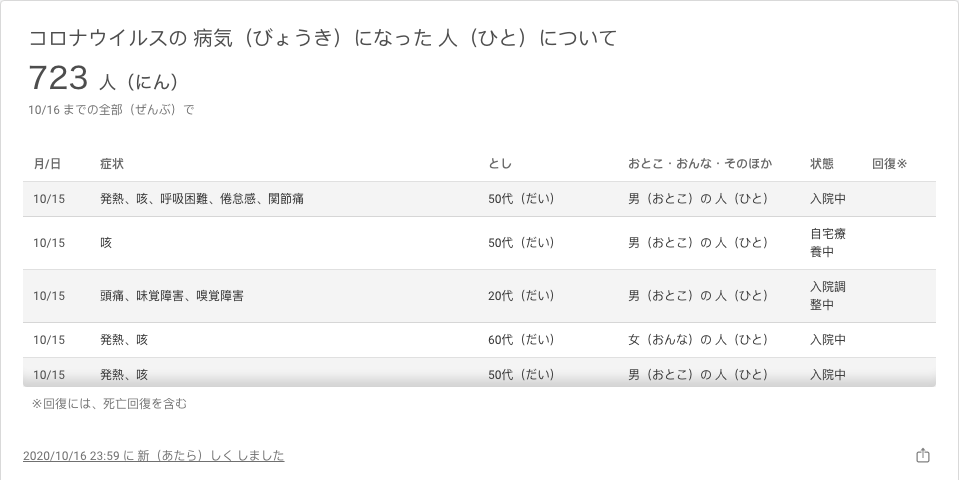 コロナウイルスの 病気（びょうき）になった 人（ひと）について
723 人（にん）
10/16 までの全部（ぜんぶ）で
月/日 症状 とし おとこ・おんな・そのほか 状態 回復※
10/15 発熱、咳、呼吸困難、倦怠感、関節痛 50代（だい） 男（おとこ）の 人（ひと） 入院中
10/15 咳 50代（だい） 男（おとこ）の 人（ひと） 自宅療
養中
10/15 頭痛、味覚障害、嗅覚障害 20代（だい） 男（おとこ）の 人（ひと） 入院調
整中
10/15 発熱、咳 60代（だい） 女（おんな）の 人（ひと） 入院中
10/15 発熱、咳 50代（だい） 男（おとこ）の 人（ひと） 入院中
※回復には、死亡回復を含む
2020/10/16 23:59 に 新（あたら）しく しました